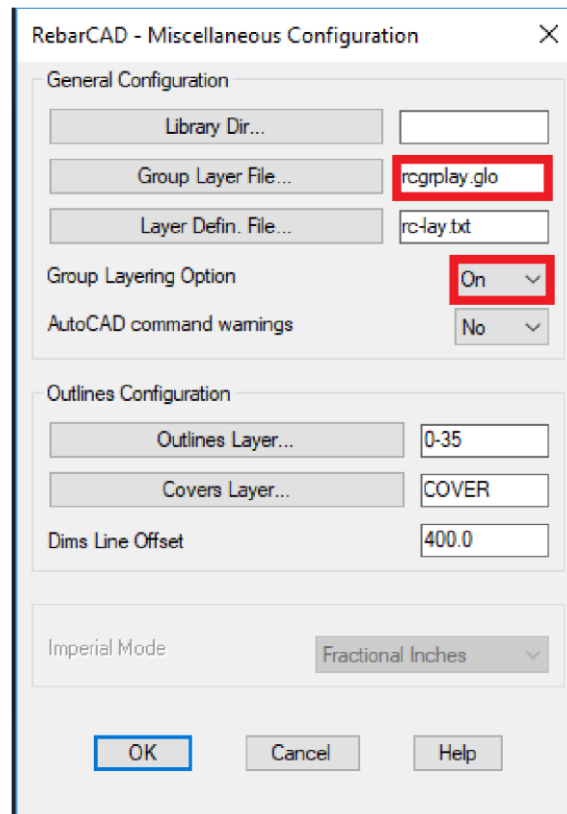 RebarCAD - Miscellaneous Configuration
General Configuration
Library Dir...
Group Layer File... rcgrplay.glo
Layer Defin. File... rc-lay.txt
Group Layering Option On
AutoCAD command warnings No
Outlines Configuration
Outlines Layer... 0-35
Covers Layer... COVER
Dims Line Offset 400.0
Imperial Mode Fractional Inches
OK Cancel Help